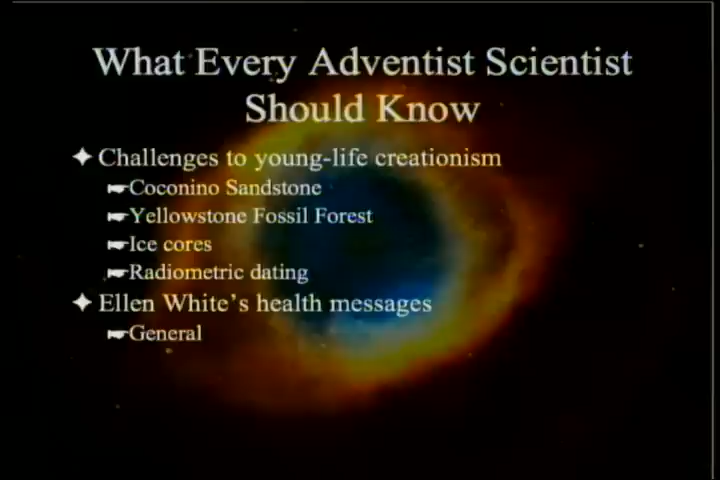 What Every Adventist Scientist
Should Know
Challenges to young-life creationism
Coconino Sandstone
Yellowstone Fossil Forest
Ice cores
Radiometric dating
Ellen White's health messages
General